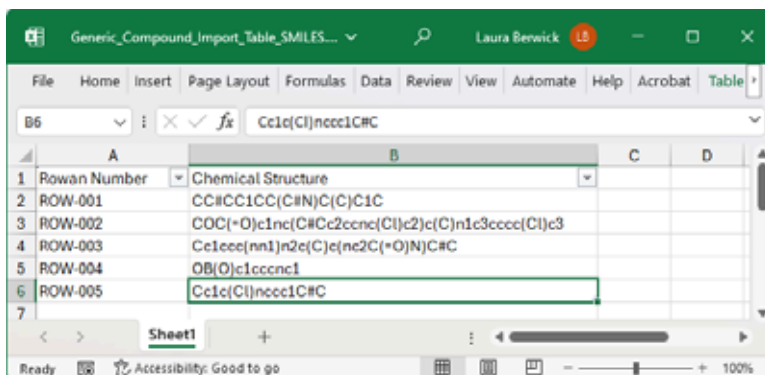 Generic_Compound_Import_Table_SMILES.... Laura Berwick LB
File Home Insert Page Layout Formulas Data Review View Automate Help Acrobat Table
B6 fx Cc1c(Cl)nccc1C#C
A B C D
1 Rowan Number Chemical Structure
2 ROW-001 CC#CC1CC(C#N)C(C)C1C
3 ROW-002 COC(=O)c1nc(C#Cc2ccnc(Cl)c2)c(C)n1c3cccc(Cl)c3
4 ROW-003 Cc1ccc(nn1)n2c(C)c(nc2C(=O)N)C#C
5 ROW-004 OB(O)c1cccnc1
6 ROW-005 Cc1c(Cl)nccc1C#C
7
Sheet1
Ready Accessibility: Good to go 100%